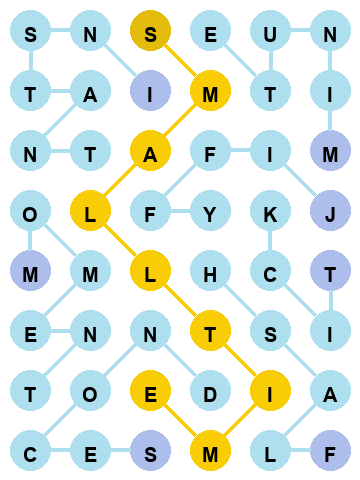 S N S E U N
T A I M T I
N T A F I M
O L F Y K J
M M L H C T
E N N T S I
T O E D I A
C E S M L F